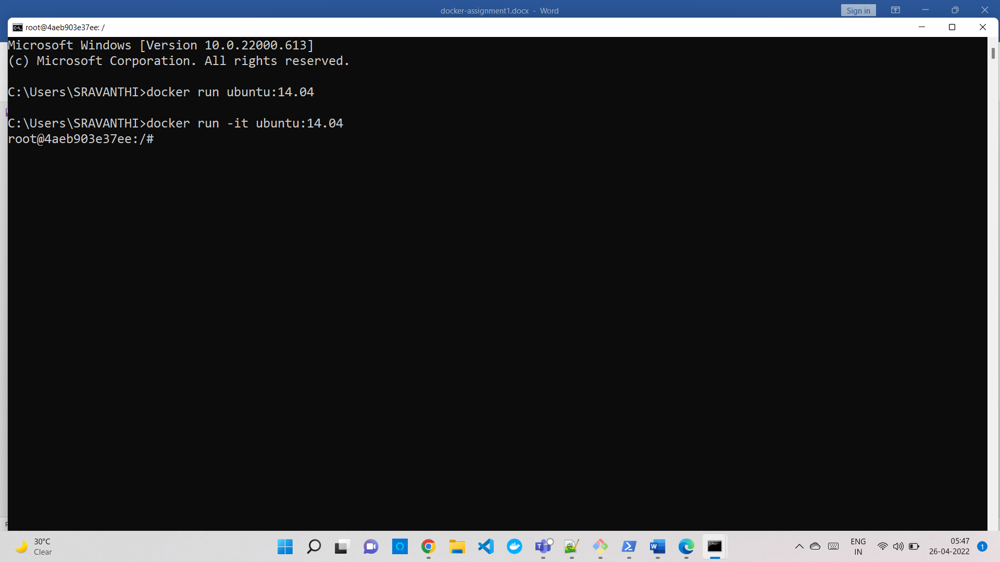 docker-assignment1.docx - Word
Sign in
root@4aeb903e37ee: /
Microsoft Windows [Version 10.0.22000.613]
(c) Microsoft Corporation. All rights reserved.
C:\Users\SRAVANTHI>docker run ubuntu:14.04
C:\Users\SRAVANTHI>docker run -it ubuntu:14.04
root@4aeb903e37ee:/#
30°C
Clear
ENG
IN
05:47
26-04-2022
1